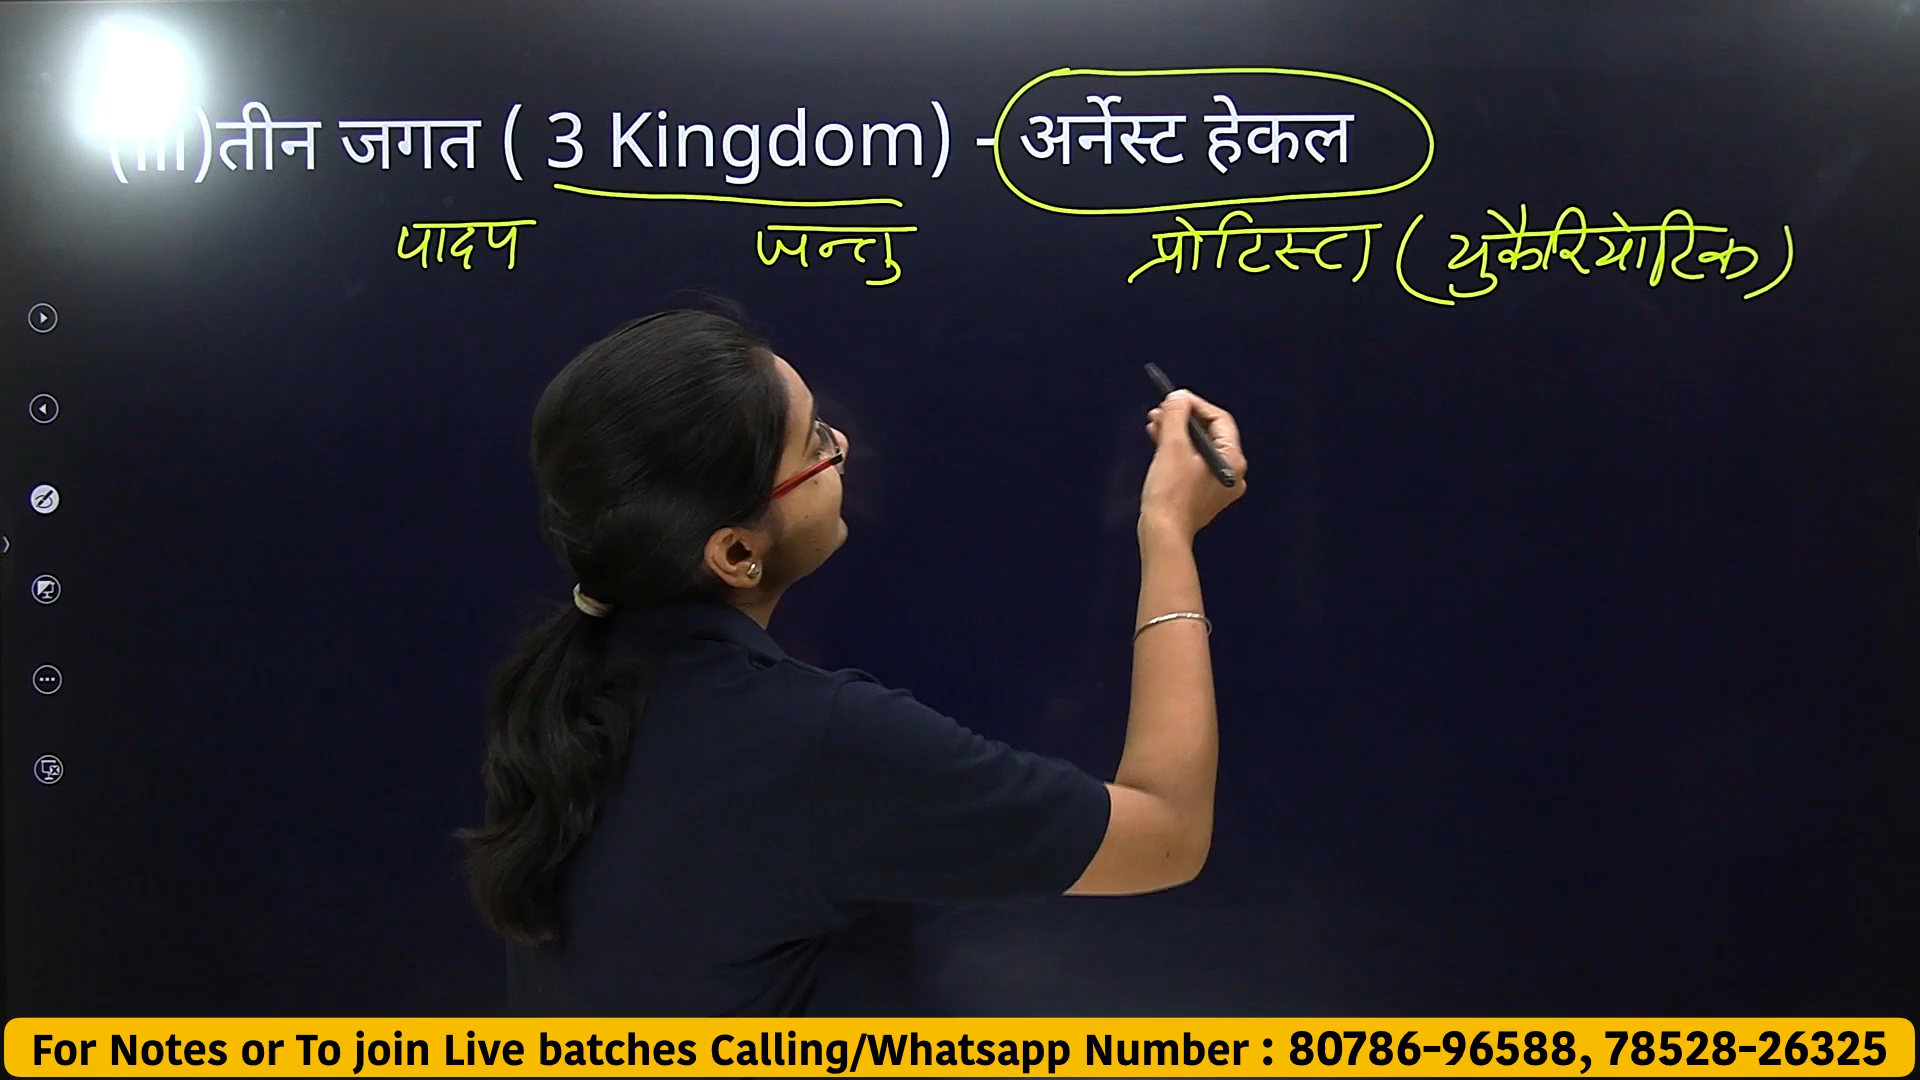 (iii)तीन जगत ( 3 Kingdom) - अर्नेस्ट हेकल
पादप जन्तु प्रोटिस्टा (युकैरियोटिक)
For Notes or To join Live batches Calling/Whatsapp Number : 80786-96588, 78528-26325